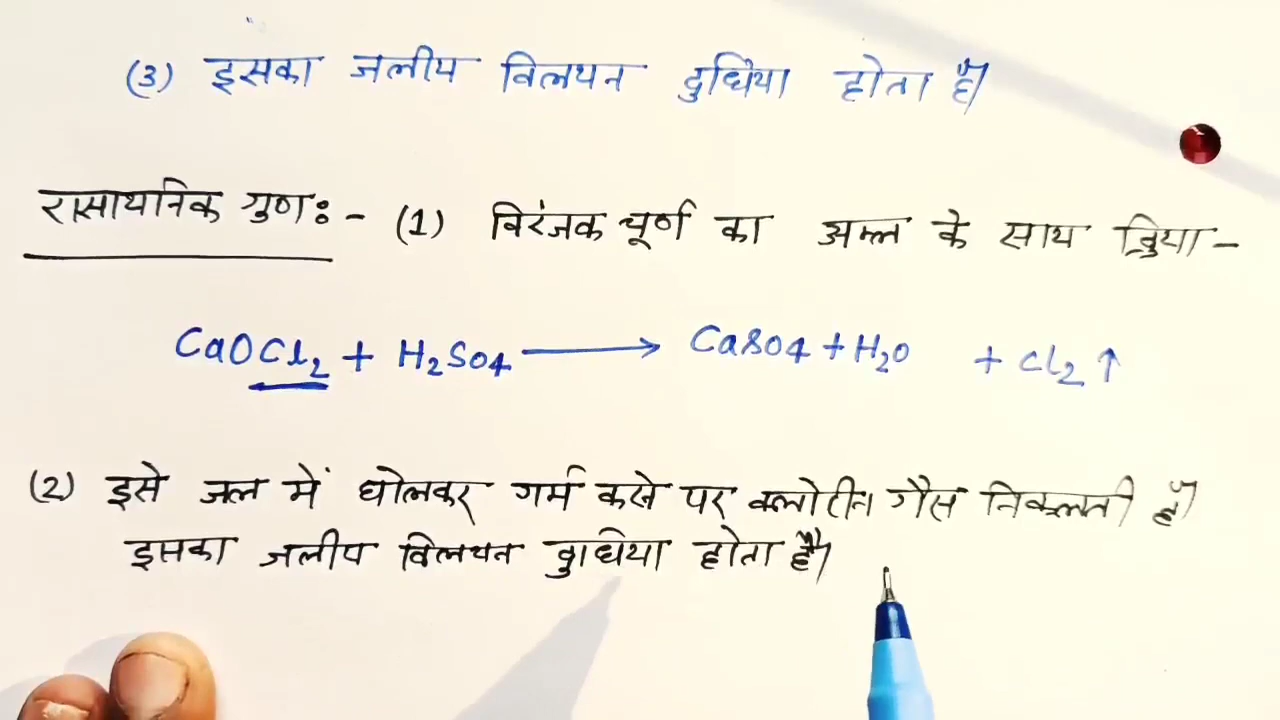 (3) इसका जलीय विलयन दुधिया होता है।
रासायनिक गुणः- (1) विरंजक चूर्ण का अम्ल के साथ क्रिया -
CaOCl₂ + H₂SO₄ ⟶ CaSO₄ + H₂O + Cl₂ ↑
(2) इसे जल में घोलकर गर्म करने पर क्लोरीन गैस निकलती है।
इसका जलीय विलयन दुधिया होता है।